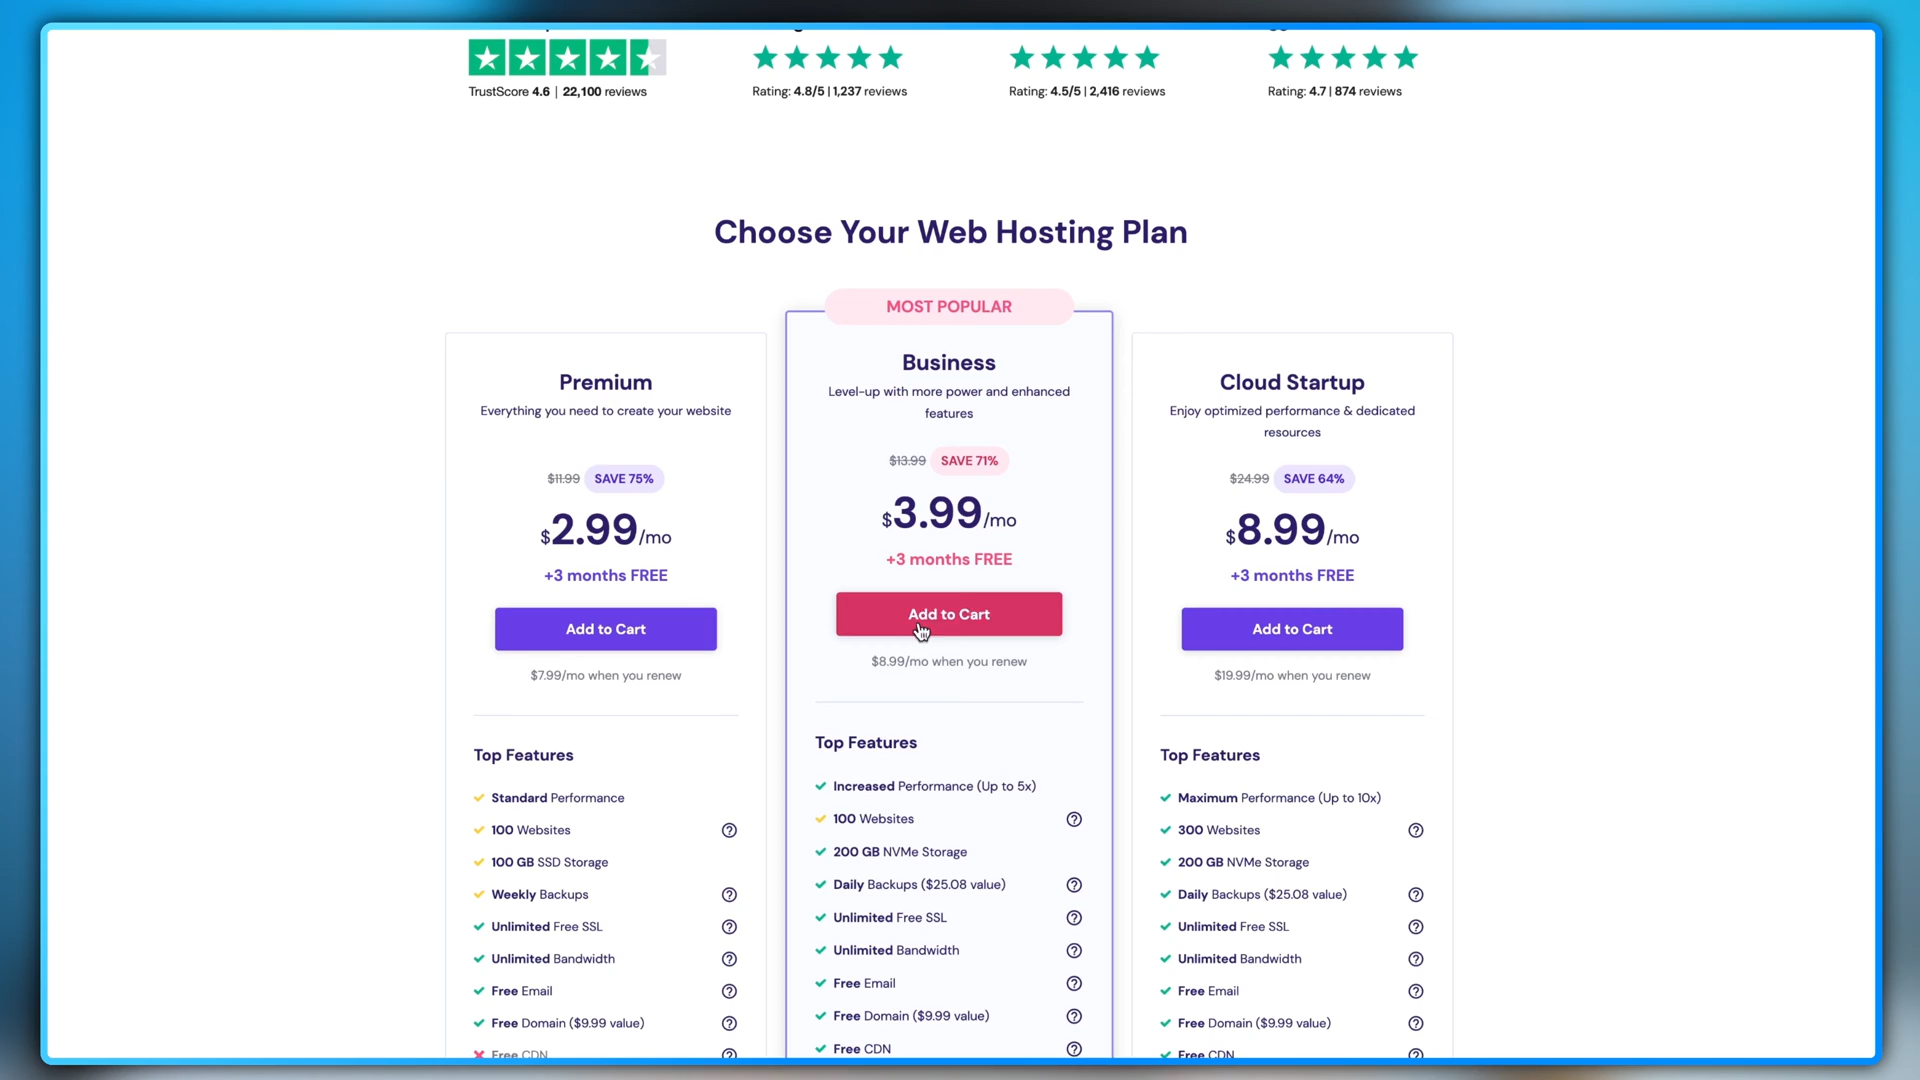 TrustScore 4.6 | 22,100 reviews
Rating: 4.8/5 | 1,237 reviews
Rating: 4.5/5 | 2,416 reviews
Rating: 4.7 | 874 reviews
Choose Your Web Hosting Plan
Premium
Everything you need to create your website
$11.99 SAVE 75%
$2.99/mo
+3 months FREE
Add to Cart
$7.99/mo when you renew
Top Features
Standard Performance
100 Websites
100 GB SSD Storage
Weekly Backups
Unlimited Free SSL
Unlimited Bandwidth
Free Email
Free Domain ($9.99 value)
Free CDN
MOST POPULAR
Business
Level-up with more power and enhanced
features
$13.99 SAVE 71%
$3.99/mo
+3 months FREE
Add to Cart
$8.99/mo when you renew
Top Features
Increased Performance (Up to 5x)
100 Websites
200 GB NVMe Storage
Daily Backups ($25.08 value)
Unlimited Free SSL
Unlimited Bandwidth
Free Email
Free Domain ($9.99 value)
Free CDN
Cloud Startup
Enjoy optimized performance & dedicated
resources
$24.99 SAVE 64%
$8.99/mo
+3 months FREE
Add to Cart
$19.99/mo when you renew
Top Features
Maximum Performance (Up to 10x)
300 Websites
200 GB NVMe Storage
Daily Backups ($25.08 value)
Unlimited Free SSL
Unlimited Bandwidth
Free Email
Free Domain ($9.99 value)
Free CDN